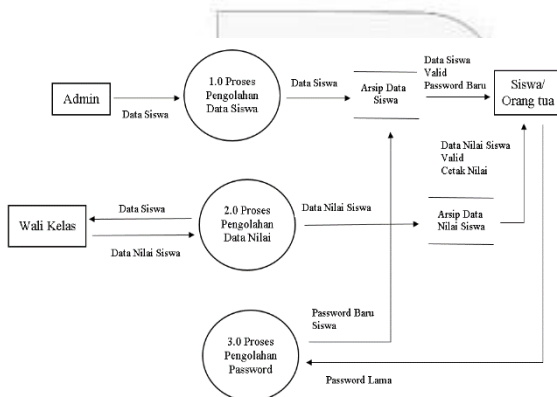 1.0 Proses
Pengolahan
Data Siswa
Admin
Data Siswa
Data Siswa
Arsip Data
Siswa
Data Siswa
Valid
Password Baru
Siswa/
Orang tua
Data Nilai Siswa
Valid
Cetak Nilai
Wali Kelas
Data Siswa
Data Nilai Siswa
2.0 Proses
Pengolahan
Data Nilai
Data Nilai Siswa
Arsip Data
Nilai Siswa
Password Baru
Siswa
3.0 Proses
Pengolahan
Password
Password Lama